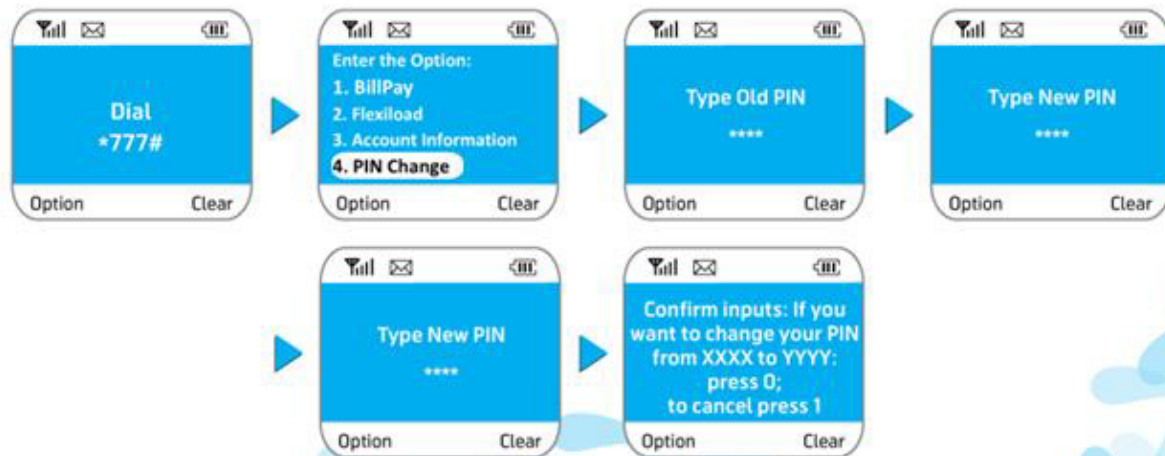 Dial
*777#
Option Clear
Enter the Option:
1. BillPay
2. Flexiload
3. Account Information
4. PIN Change
Option Clear
Type Old PIN
****
Option Clear
Type New PIN
****
Option Clear
Type New PIN
****
Option Clear
Confirm inputs: If you
want to change your PIN
from XXXX to YYYY:
press 0;
to cancel press 1
Option Clear